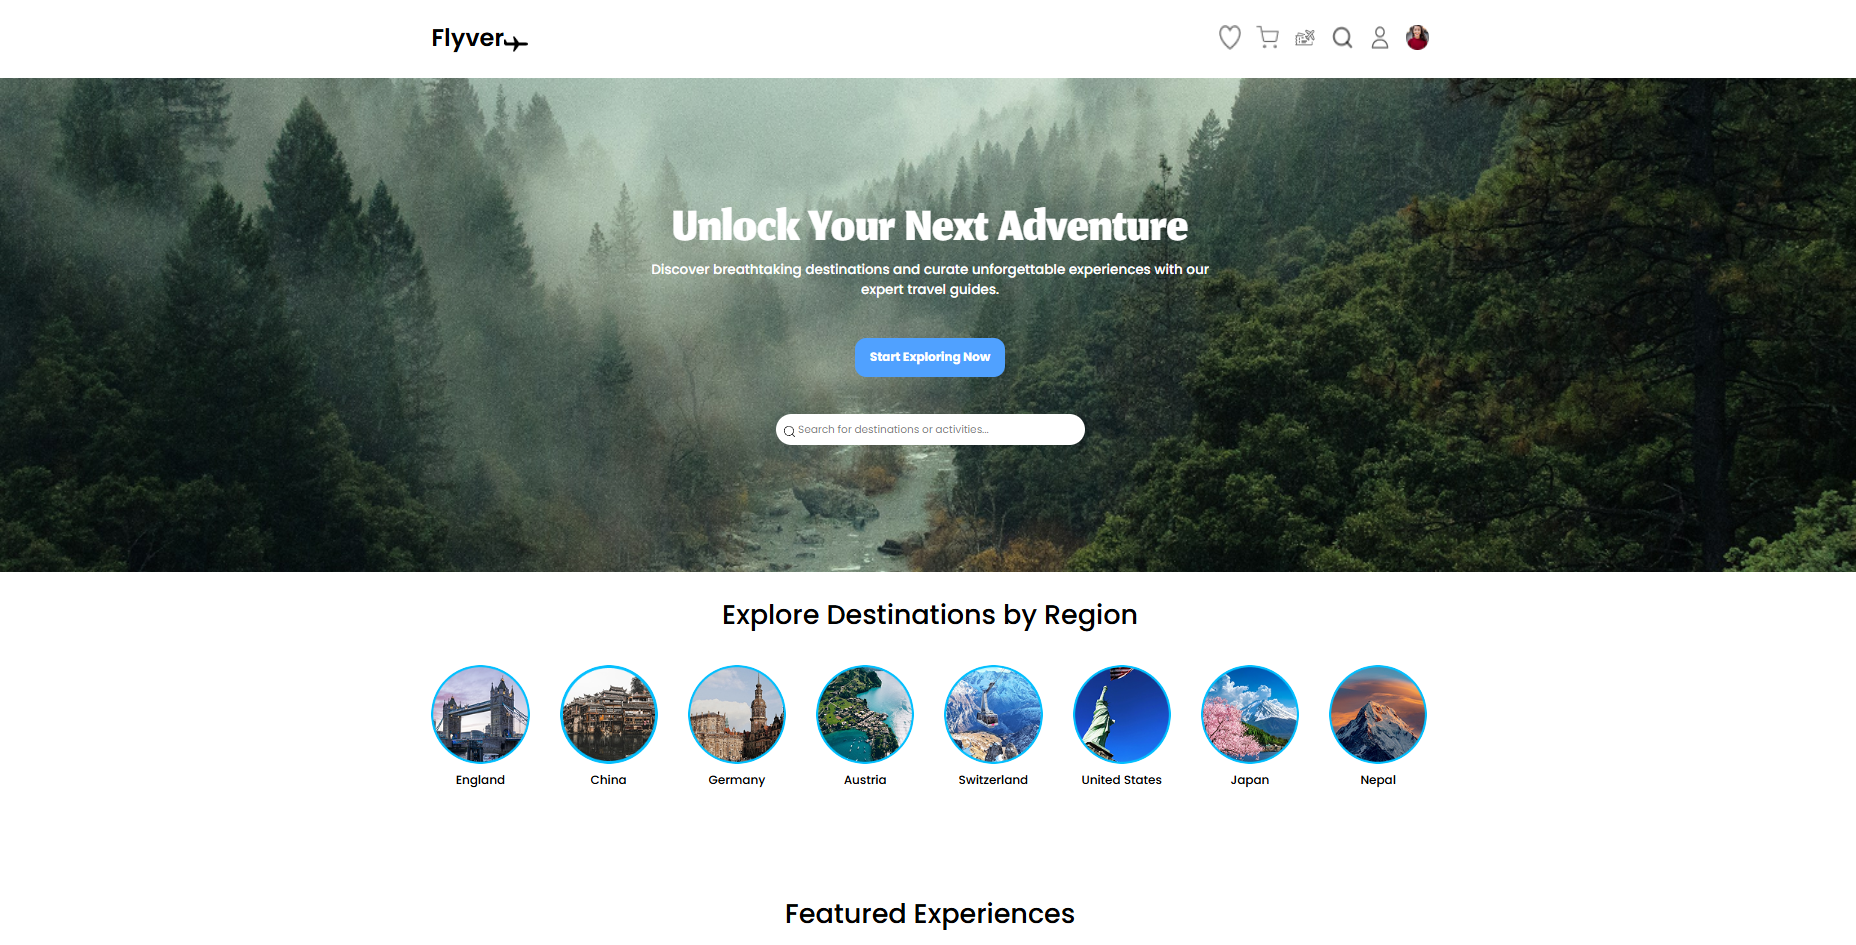 Flyver
Unlock Your Next Adventure
Discover breathtaking destinations and curate unforgettable experiences with our
expert travel guides.
Start Exploring Now
Search for destinations or activities...
Explore Destinations by Region
England
China
Germany
Austria
Switzerland
United States
Japan
Nepal
Featured Experiences